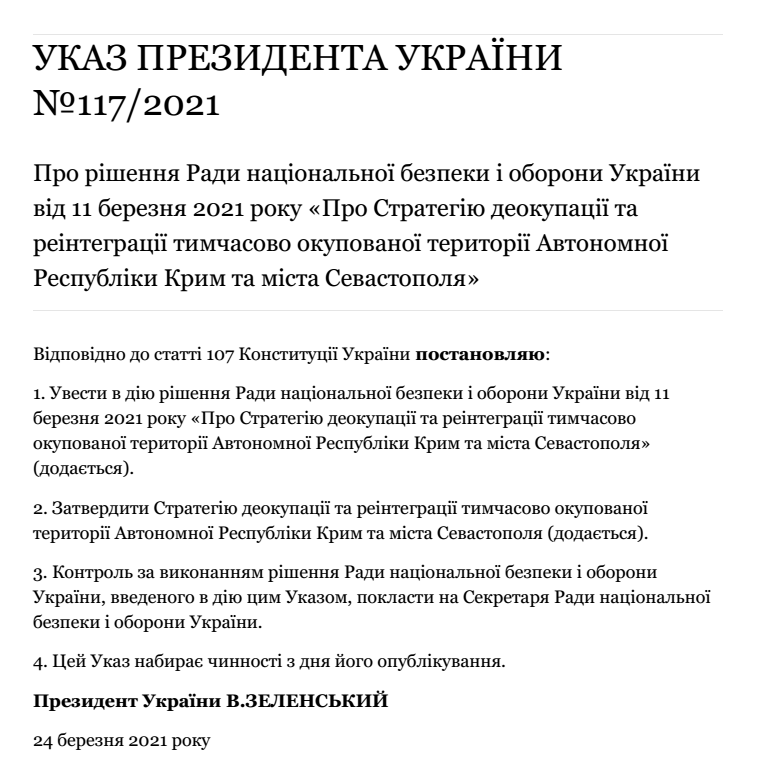 УКАЗ ПРЕЗИДЕНТА УКРАЇНИ
№117/2021
Про рішення Ради національної безпеки і оборони України
від 11 березня 2021 року «Про Стратегію деокупації та
реінтеграції тимчасово окупованої території Автономної
Республіки Крим та міста Севастополя»
Відповідно до статті 107 Конституції України постановляю:
1. Увести в дію рішення Ради національної безпеки і оборони України від 11
березня 2021 року «Про Стратегію деокупації та реінтеграції тимчасово
окупованої території Автономної Республіки Крим та міста Севастополя»
(додається).
2. Затвердити Стратегію деокупації та реінтеграції тимчасово окупованої
території Автономної Республіки Крим та міста Севастополя (додається).
3. Контроль за виконанням рішення Ради національної безпеки і оборони
України, введеного в дію цим Указом, покласти на Секретаря Ради національної
безпеки і оборони України.
4. Цей Указ набирає чинності з дня його опублікування.
Президент України В.ЗЕЛЕНСЬКИЙ
24 березня 2021 року